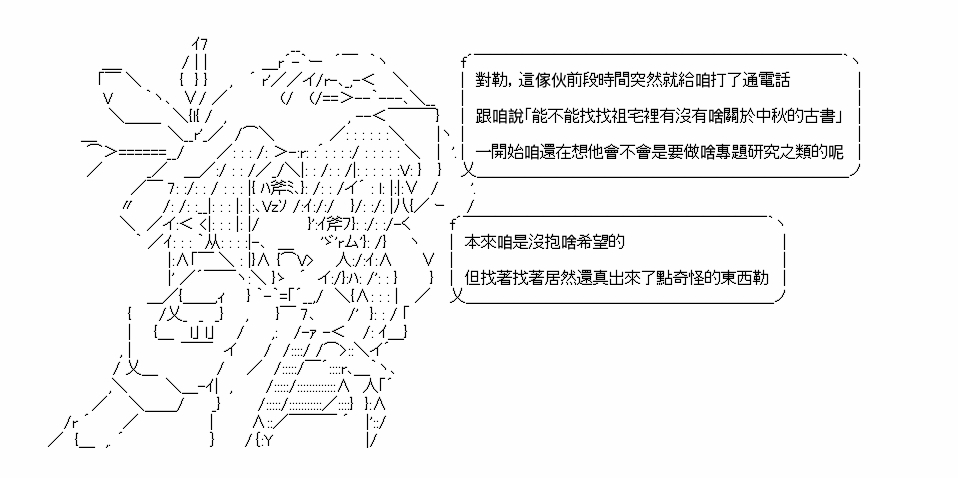 對勒,這傢伙前段時間突然就給咱打了通電話
跟咱說「能不能找找祖宅裡有沒有啥關於中秋的古書」
一開始咱還在想他會不會是要做啥專題研究之類的呢
本來咱是沒抱啥希望的
但找著找著居然還真出來了點奇怪的東西勒